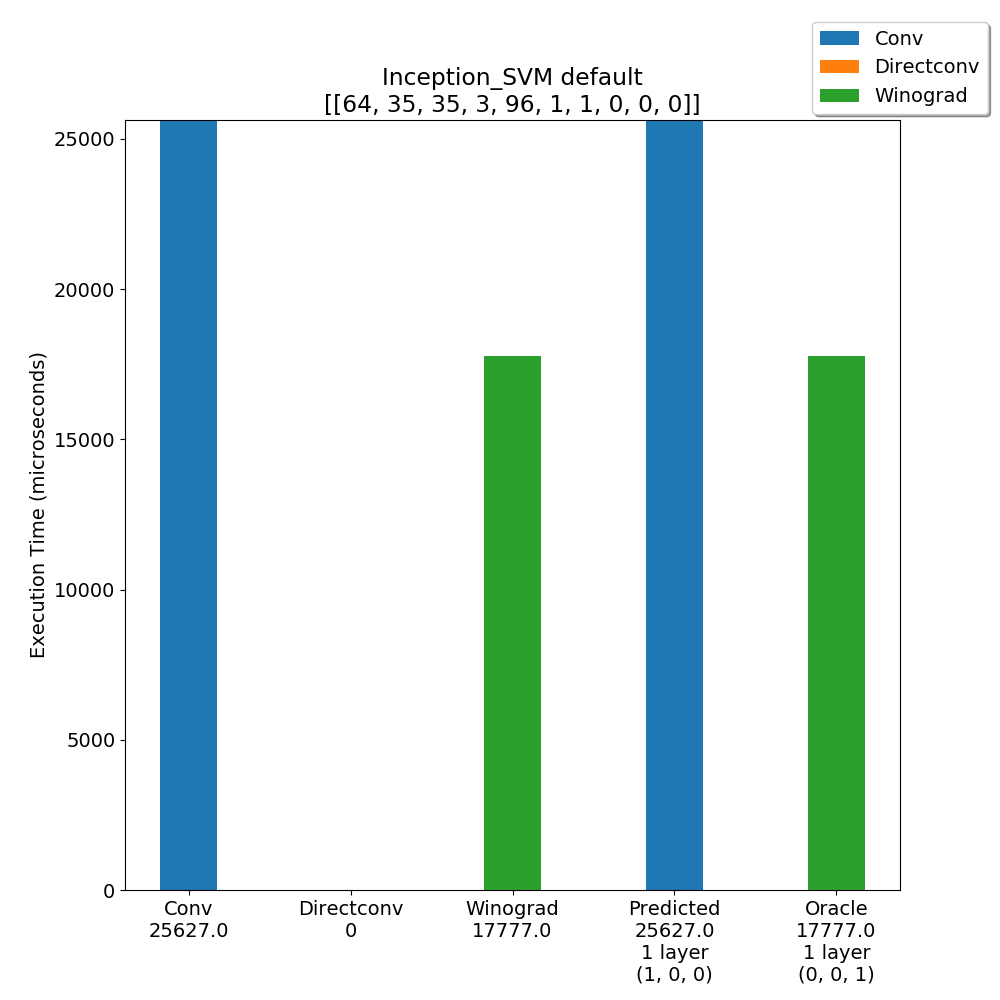 Conv
Directconv
Winograd
Inception_SVM default
[[64, 35, 35, 3, 96, 1, 1, 0, 0, 0]]
Execution Time (microseconds)
25000
20000
15000
10000
5000
0
Conv
25627.0
Directconv
0
Winograd
17777.0
Predicted
25627.0
1 layer
(1, 0, 0)
Oracle
17777.0
1 layer
(0, 0, 1)